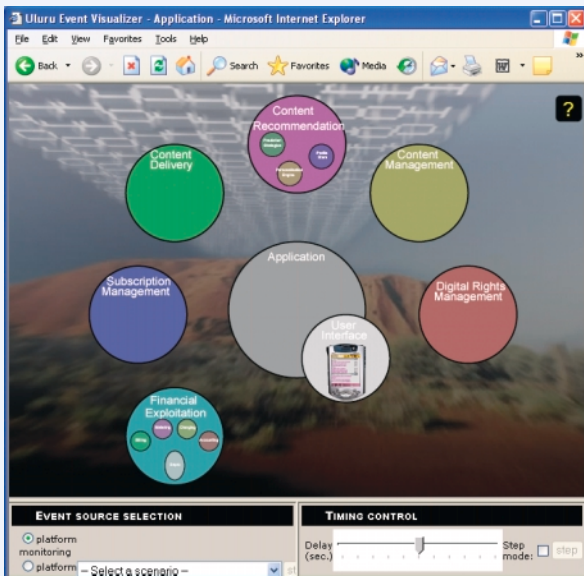 Uluru Event Visualizer - Application - Microsoft Internet Explorer
File Edit View Favorites Tools Help
Back Search Favorites Media
?
Content
Recommendation
Content
Delivery
Content
Management
Application
Subscription
Management
Digital Rights
Management
User
Interface
Financial
Exploitation
EVENT SOURCE SELECTION
TIMING CONTROL
platform
monitoring
platform
-- Select a scenario --
Delay
(sec.)
Step
mode:
step